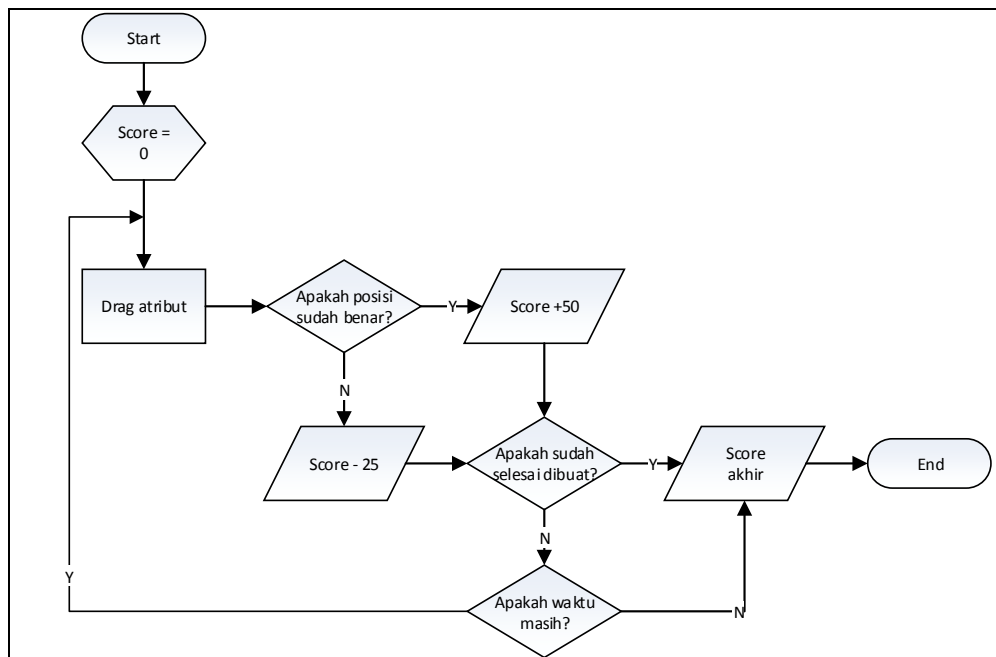 Start
Score =
0
Drag atribut
Apakah posisi
sudah benar?
Y
Score +50
N
Score - 25
Apakah sudah
selesai dibuat?
Y
Score
akhir
End
N
Apakah waktu
masih?
Y
N